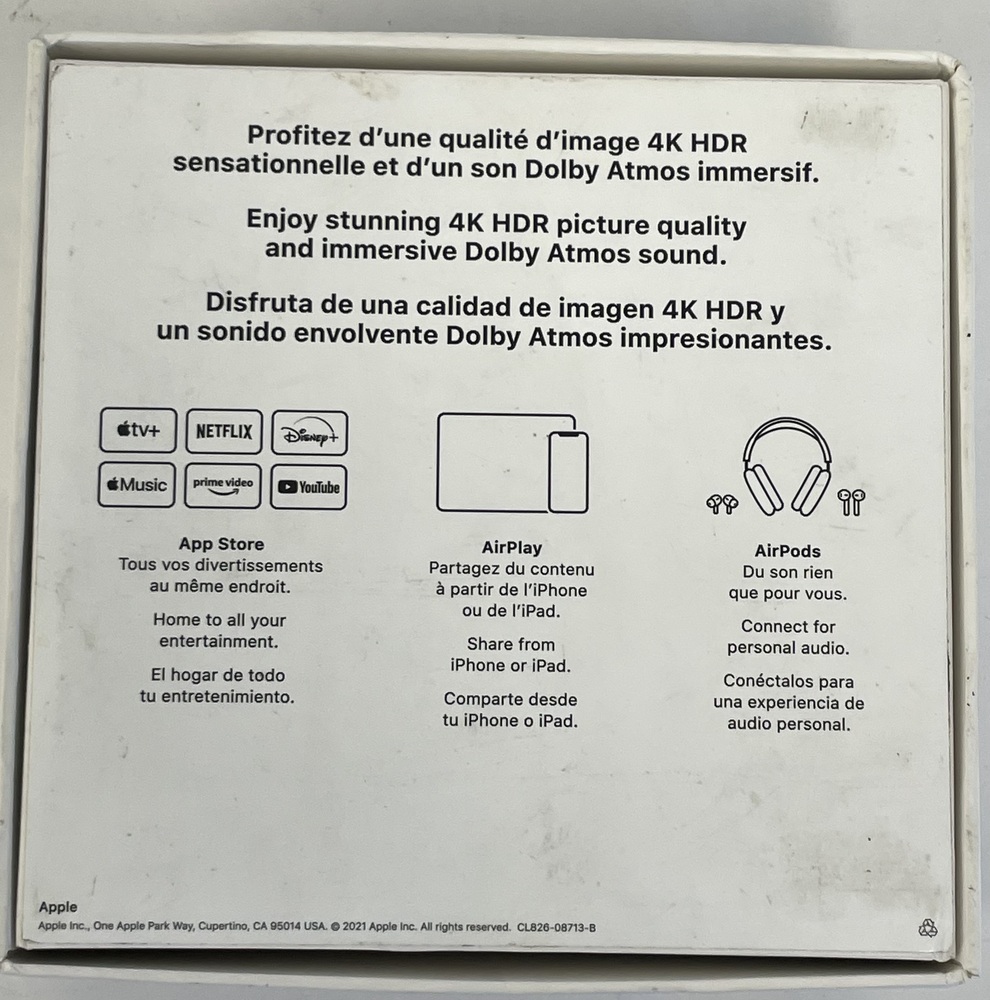 Profitez d'une qualité d'image 4K HDR
sensationnelle et d'un son Dolby Atmos immersif.
Enjoy stunning 4K HDR picture quality
and immersive Dolby Atmos sound.
Disfruta de una calidad de imagen 4K HDR y
un sonido envolvente Dolby Atmos impresionantes.
tv+ NETFLIX Disney+
Music prime video YouTube
App Store
Tous vos divertissements
au même endroit.
Home to all your
entertainment.
El hogar de todo
tu entretenimiento.
AirPlay
Partagez du contenu
à partir de l'iPhone
ou de l'iPad.
Share from
iPhone or iPad.
Comparte desde
tu iPhone o iPad.
AirPods
Du son rien
que pour vous.
Connect for
personal audio.
Conéctalos para
una experiencia de
audio personal.
Apple
Apple Inc., One Apple Park Way, Cupertino, CA 95014 USA. © 2021 Apple Inc. All rights reserved. CL826-08713-B